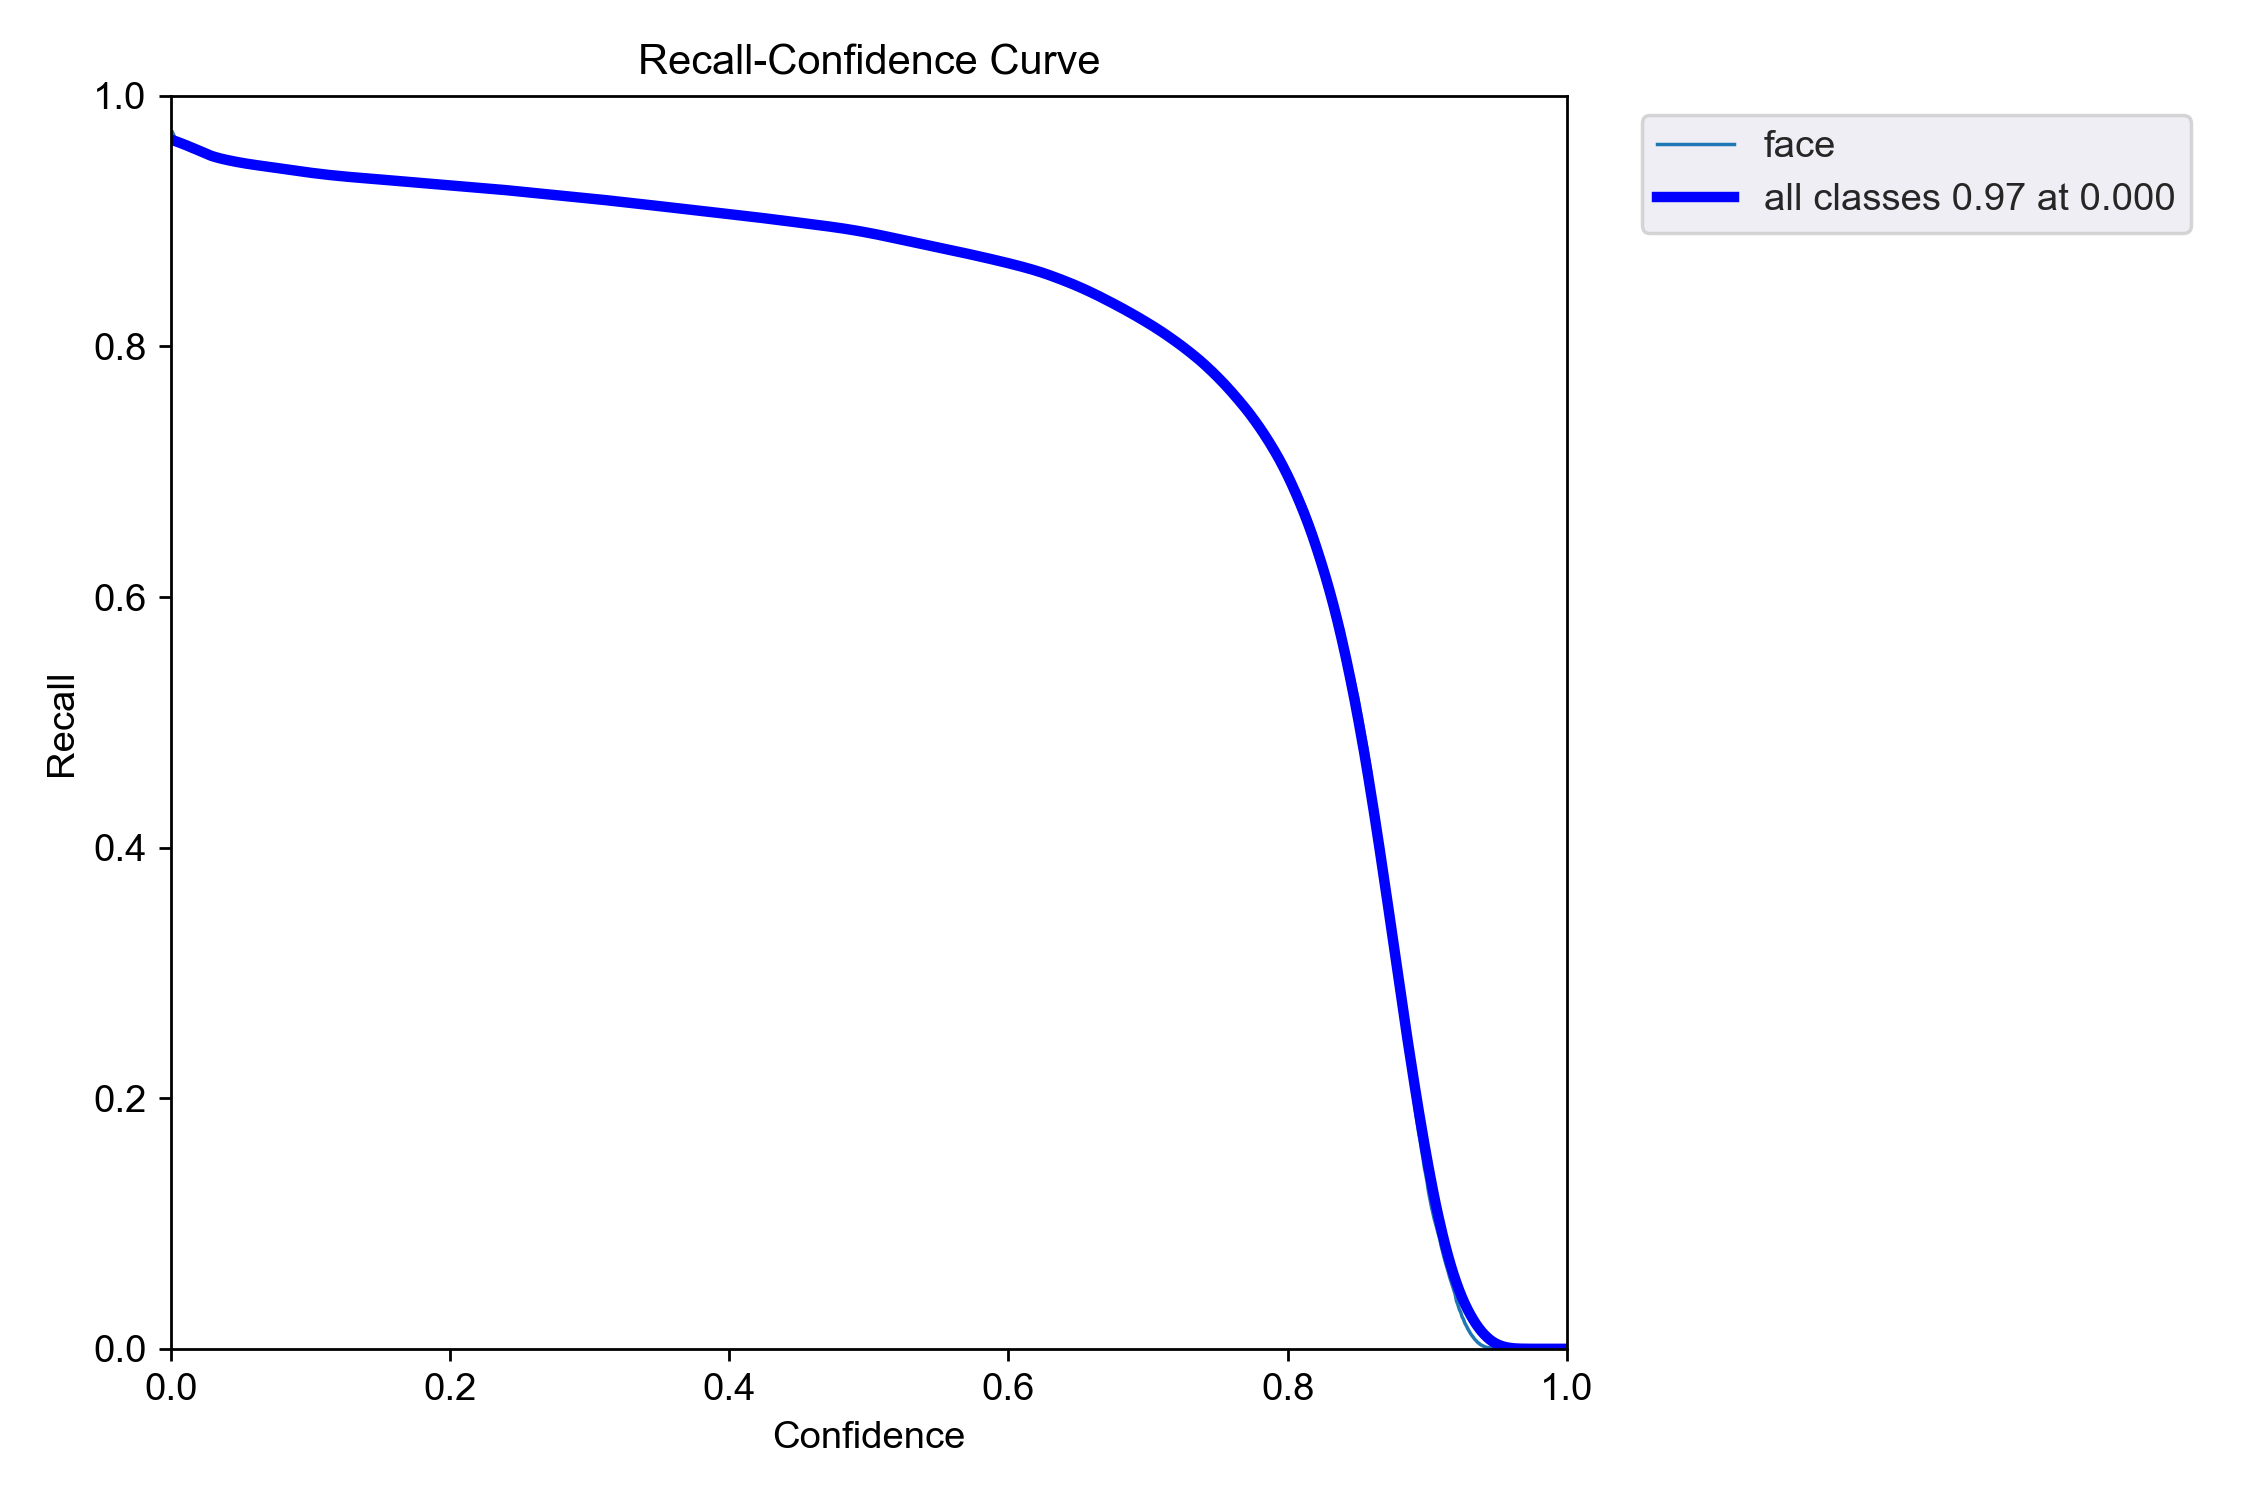 Recall-Confidence Curve
face
all classes 0.97 at 0.000
1.0
0.8
0.6
0.4
0.2
0.0
Recall
0.0 0.2 0.4 0.6 0.8 1.0
Confidence